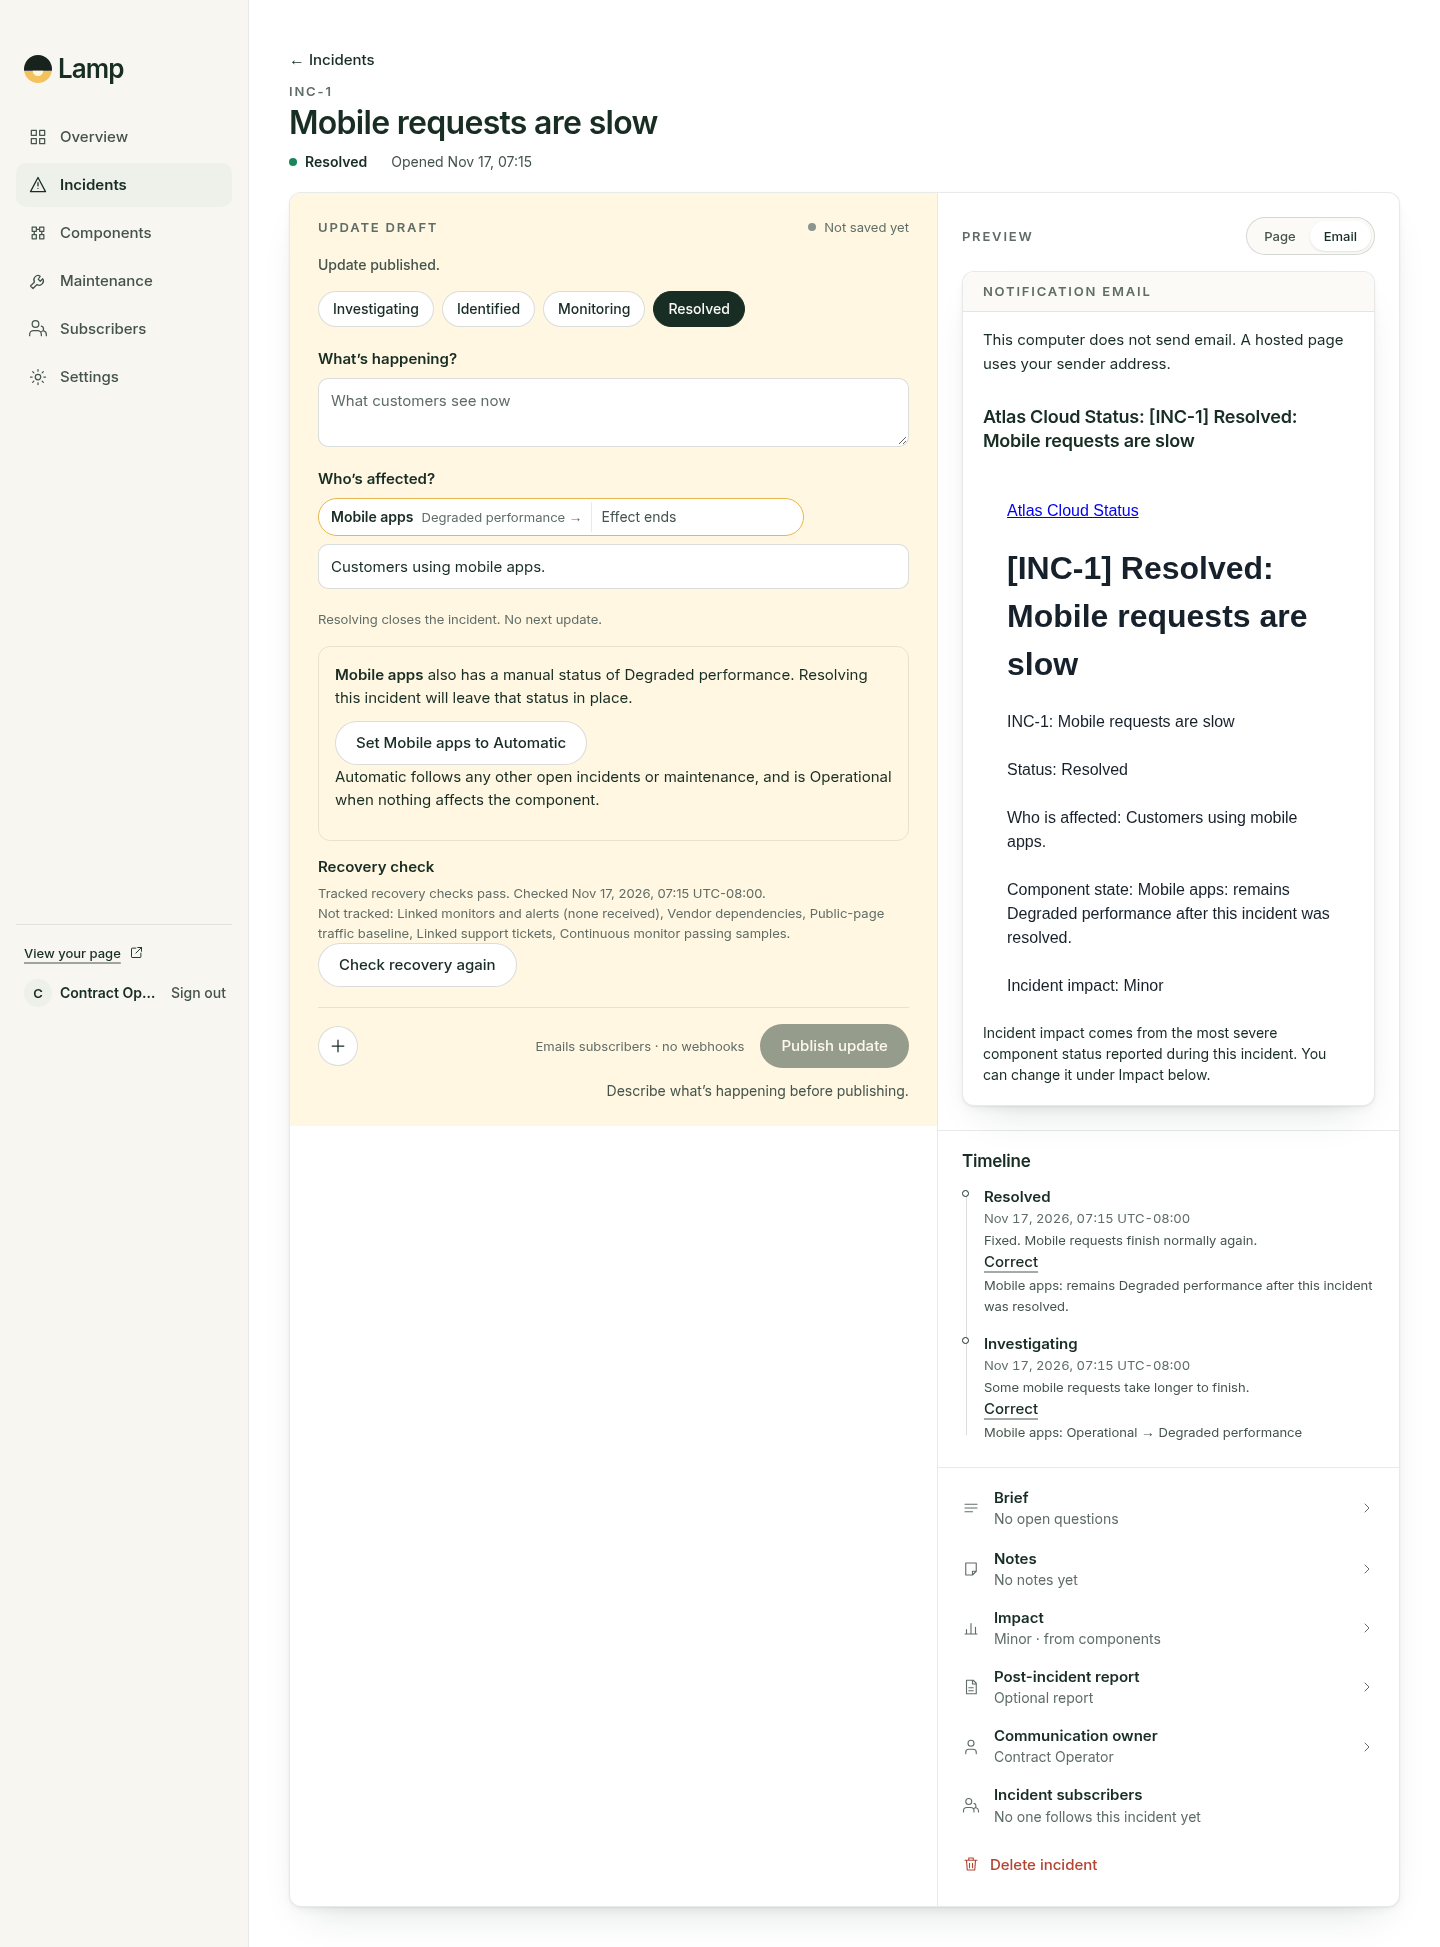 Lamp
Overview
Incidents
Components
Maintenance
Subscribers
Settings
View your page
C Contract Op... Sign out
← Incidents
INC-1
Mobile requests are slow
Resolved Opened Nov 17, 07:15
UPDATE DRAFT Not saved yet
Update published.
Investigating Identified Monitoring Resolved
What's happening?
What customers see now
Who's affected?
Mobile apps Degraded performance → Effect ends
Customers using mobile apps.
Resolving closes the incident. No next update.
Mobile apps also has a manual status of Degraded performance. Resolving
this incident will leave that status in place.
Set Mobile apps to Automatic
Automatic follows any other open incidents or maintenance, and is Operational
when nothing affects the component.
Recovery check
Tracked recovery checks pass. Checked Nov 17, 2026, 07:15 UTC-08:00.
Not tracked: Linked monitors and alerts (none received), Vendor dependencies, Public-page
traffic baseline, Linked support tickets, Continuous monitor passing samples.
Check recovery again
Emails subscribers · no webhooks Publish update
Describe what's happening before publishing.
PREVIEW Page Email
NOTIFICATION EMAIL
This computer does not send email. A hosted page
uses your sender address.
Atlas Cloud Status: [INC-1] Resolved:
Mobile requests are slow
Atlas Cloud Status
[INC-1] Resolved:
Mobile requests are
slow
INC-1: Mobile requests are slow
Status: Resolved
Who is affected: Customers using mobile
apps.
Component state: Mobile apps: remains
Degraded performance after this incident was
resolved.
Incident impact: Minor
Incident impact comes from the most severe
component status reported during this incident. You
can change it under Impact below.
Timeline
Resolved
Nov 17, 2026, 07:15 UTC-08:00
Fixed. Mobile requests finish normally again.
Correct
Mobile apps: remains Degraded performance after this incident
was resolved.
Investigating
Nov 17, 2026, 07:15 UTC-08:00
Some mobile requests take longer to finish.
Correct
Mobile apps: Operational → Degraded performance
Brief
No open questions
Notes
No notes yet
Impact
Minor · from components
Post-incident report
Optional report
Communication owner
Contract Operator
Incident subscribers
No one follows this incident yet
Delete incident